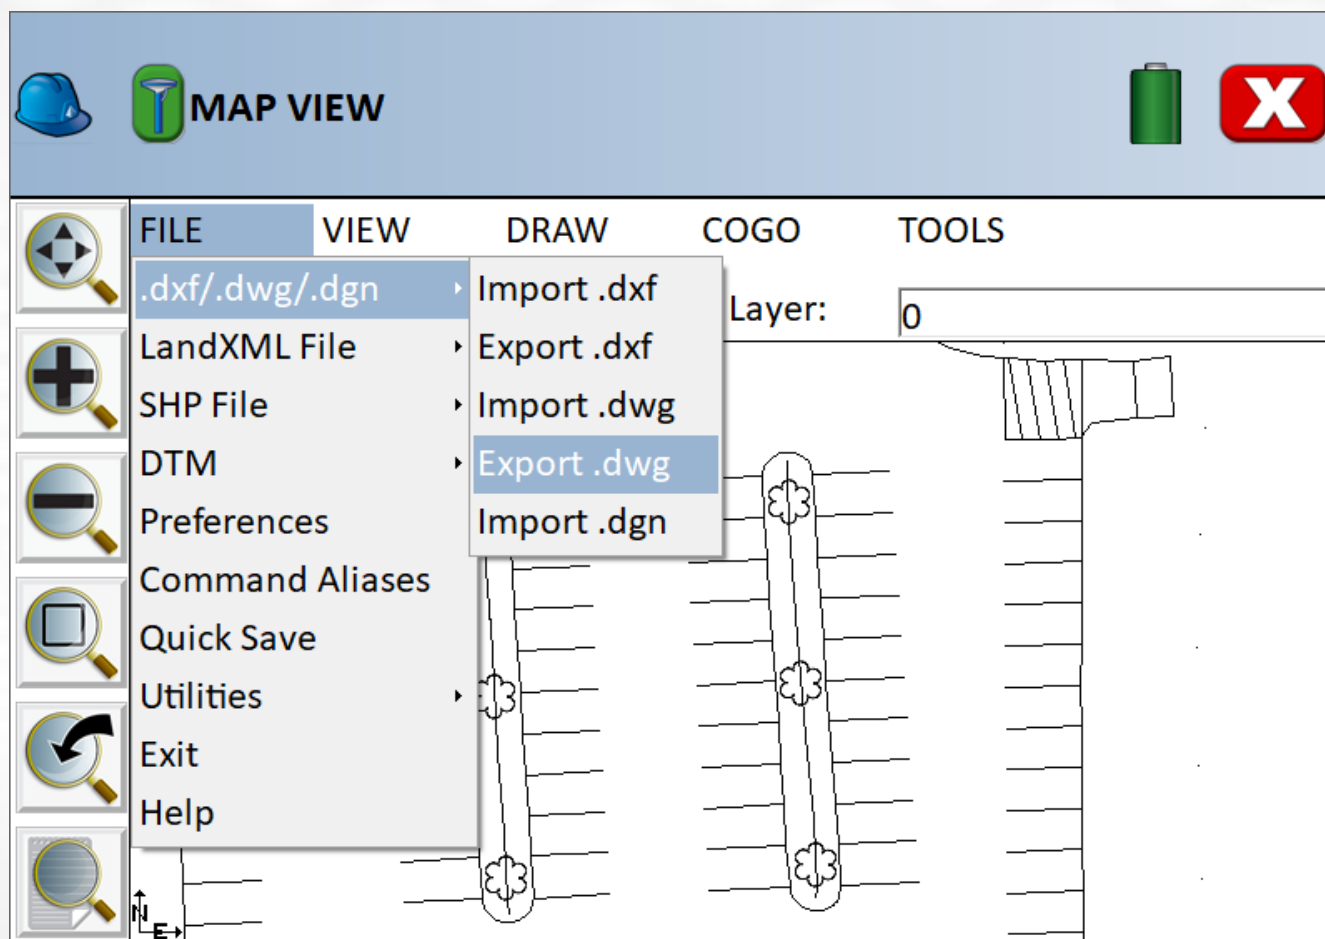 MAP VIEW
FILE VIEW DRAW COGO TOOLS
.dxf/.dwg/.dgn
LandXML File
SHP File
DTM
Preferences
Command Aliases
Quick Save
Utilities
Exit
Help
Import .dxf
Export .dxf
Import .dwg
Export .dwg
Import .dgn
Layer: 0
N
E